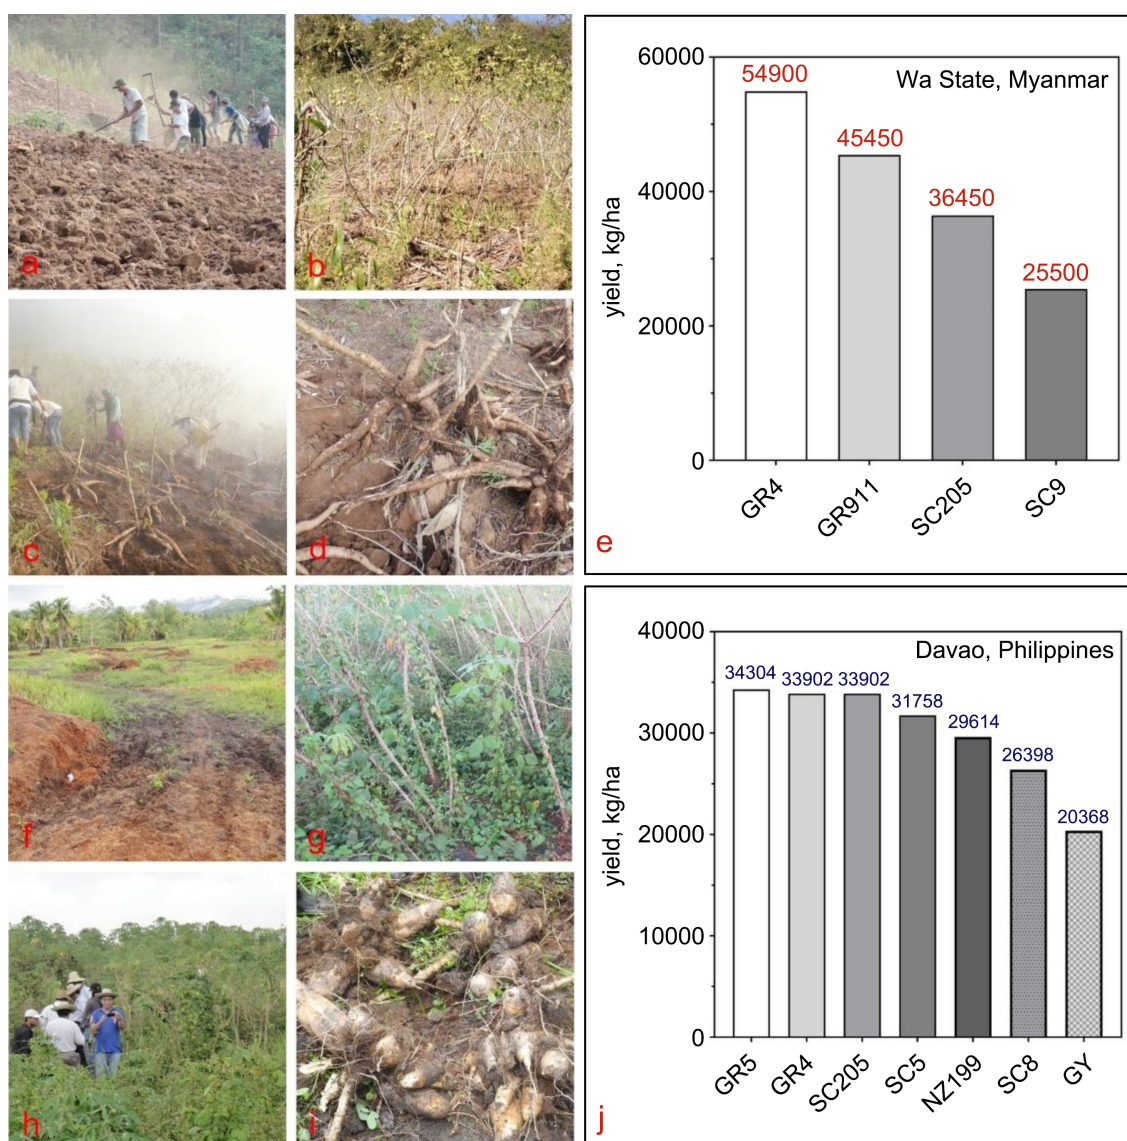 a
b
c
d
60000
40000
20000
0
yield, kg/ha
Wa State, Myanmar
54900
45450
36450
25500
GR4
GR911
SC205
SC9
e
f
g
h
i
40000
30000
20000
10000
0
yield, kg/ha
Davao, Philippines
34304 33902 33902
31758
29614
26398
20368
GR5
GR4
SC205
SC5
NZ199
SC8
GY
j